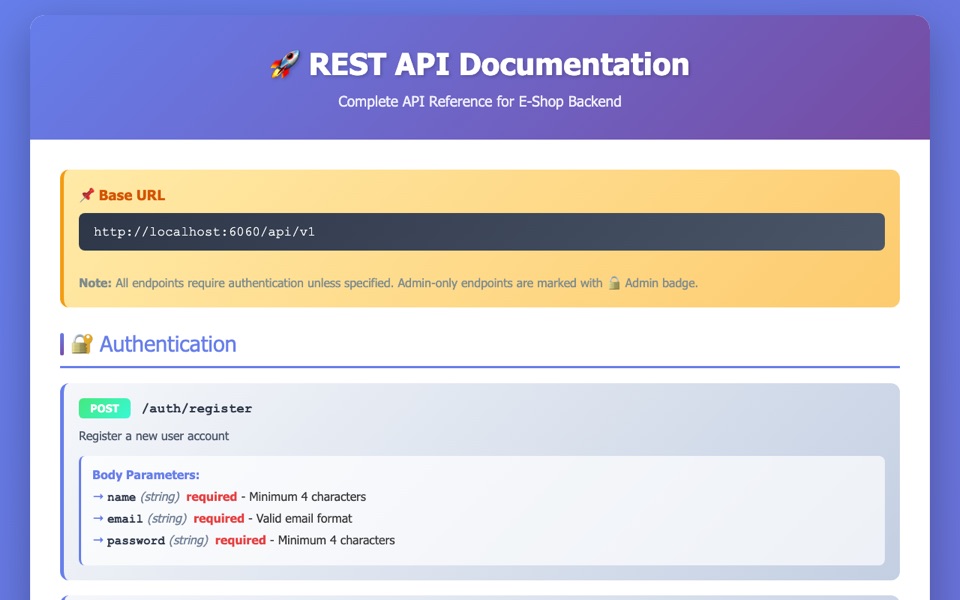 🚀 REST API Documentation
Complete API Reference for E-Shop Backend
📌 Base URL
http://localhost:6060/api/v1
Note: All endpoints require authentication unless specified. Admin-only endpoints are marked with 🔒 Admin badge.
🔐 Authentication
POST /auth/register
Register a new user account
Body Parameters:
→ name (string) required - Minimum 4 characters
→ email (string) required - Valid email format
→ password (string) required - Minimum 4 characters